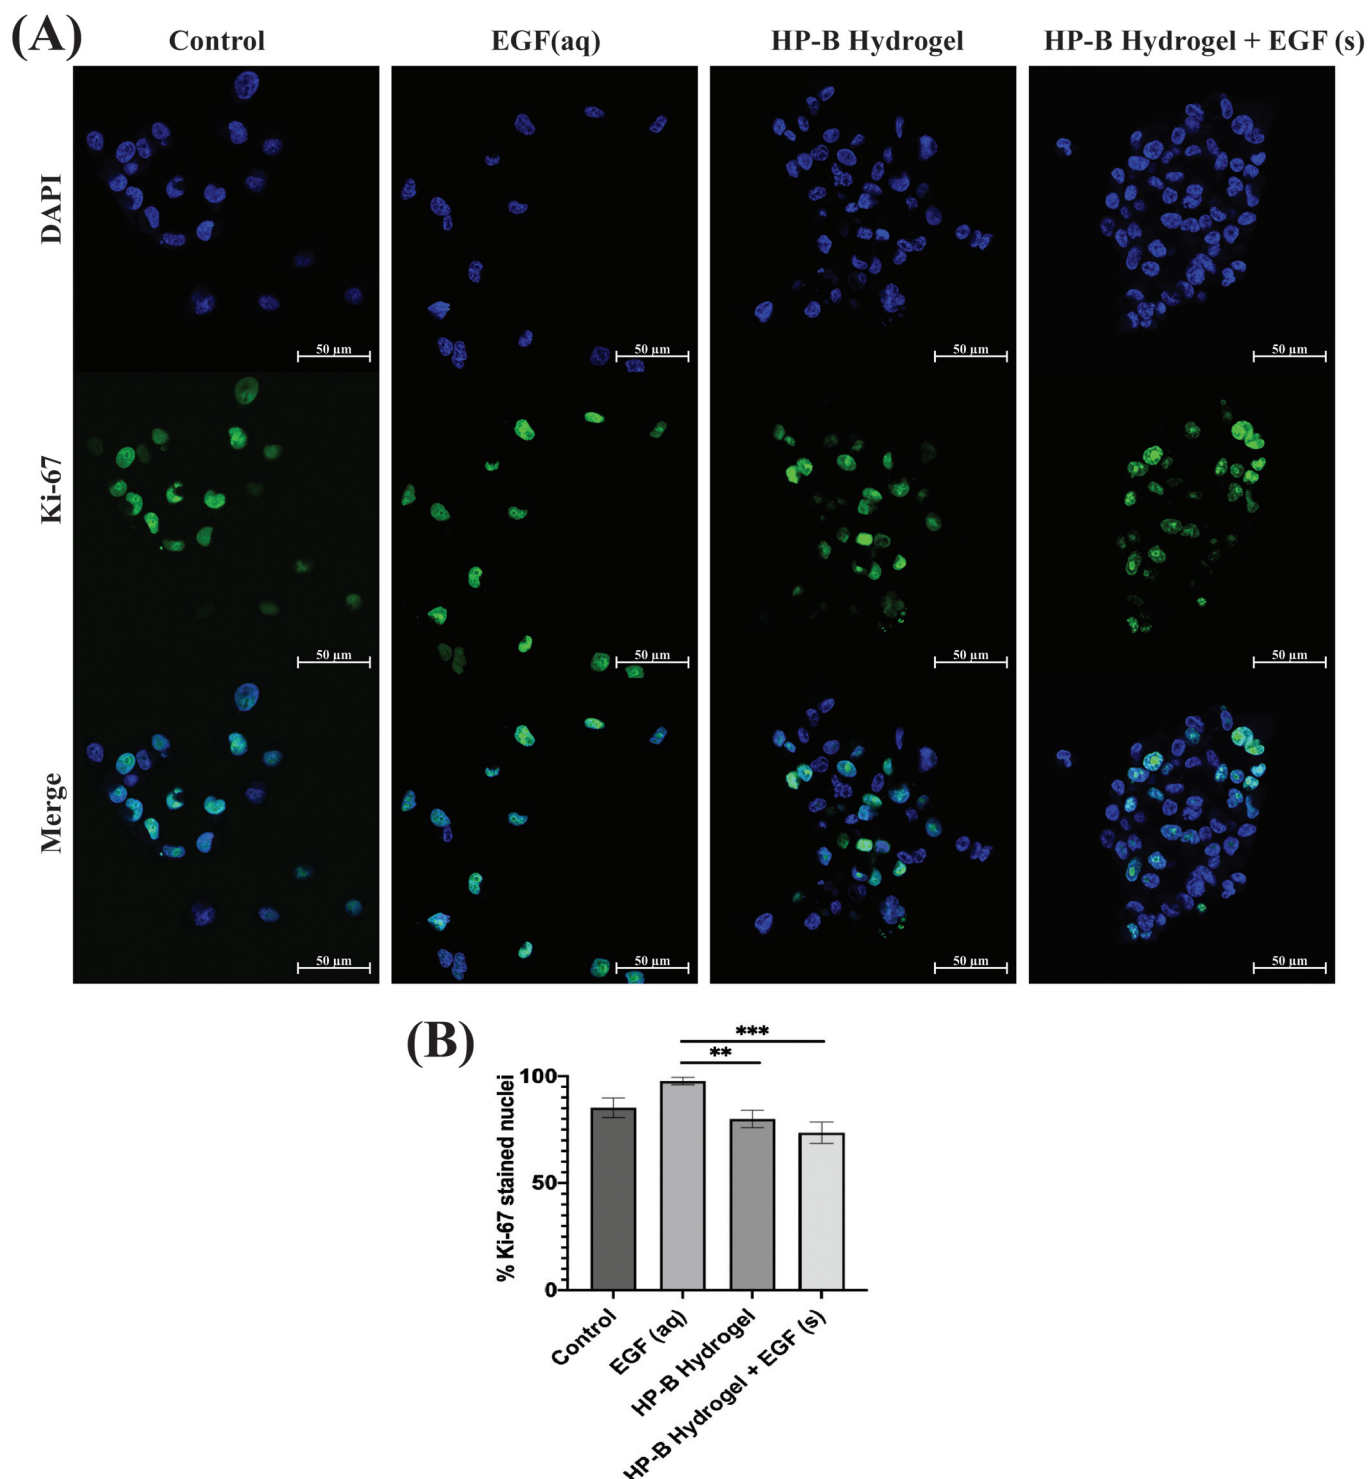 (A)
Control EGF(aq) HP-B Hydrogel HP-B Hydrogel + EGF (s)
DAPI
50 µm 50 µm 50 µm 50 µm
Ki-67
50 µm 50 µm 50 µm 50 µm
Merge
50 µm 50 µm 50 µm 50 µm
(B)
***
**
% Ki-67 stained nuclei
100
50
0
Control
EGF (aq)
HP-B Hydrogel
HP-B Hydrogel + EGF (s)